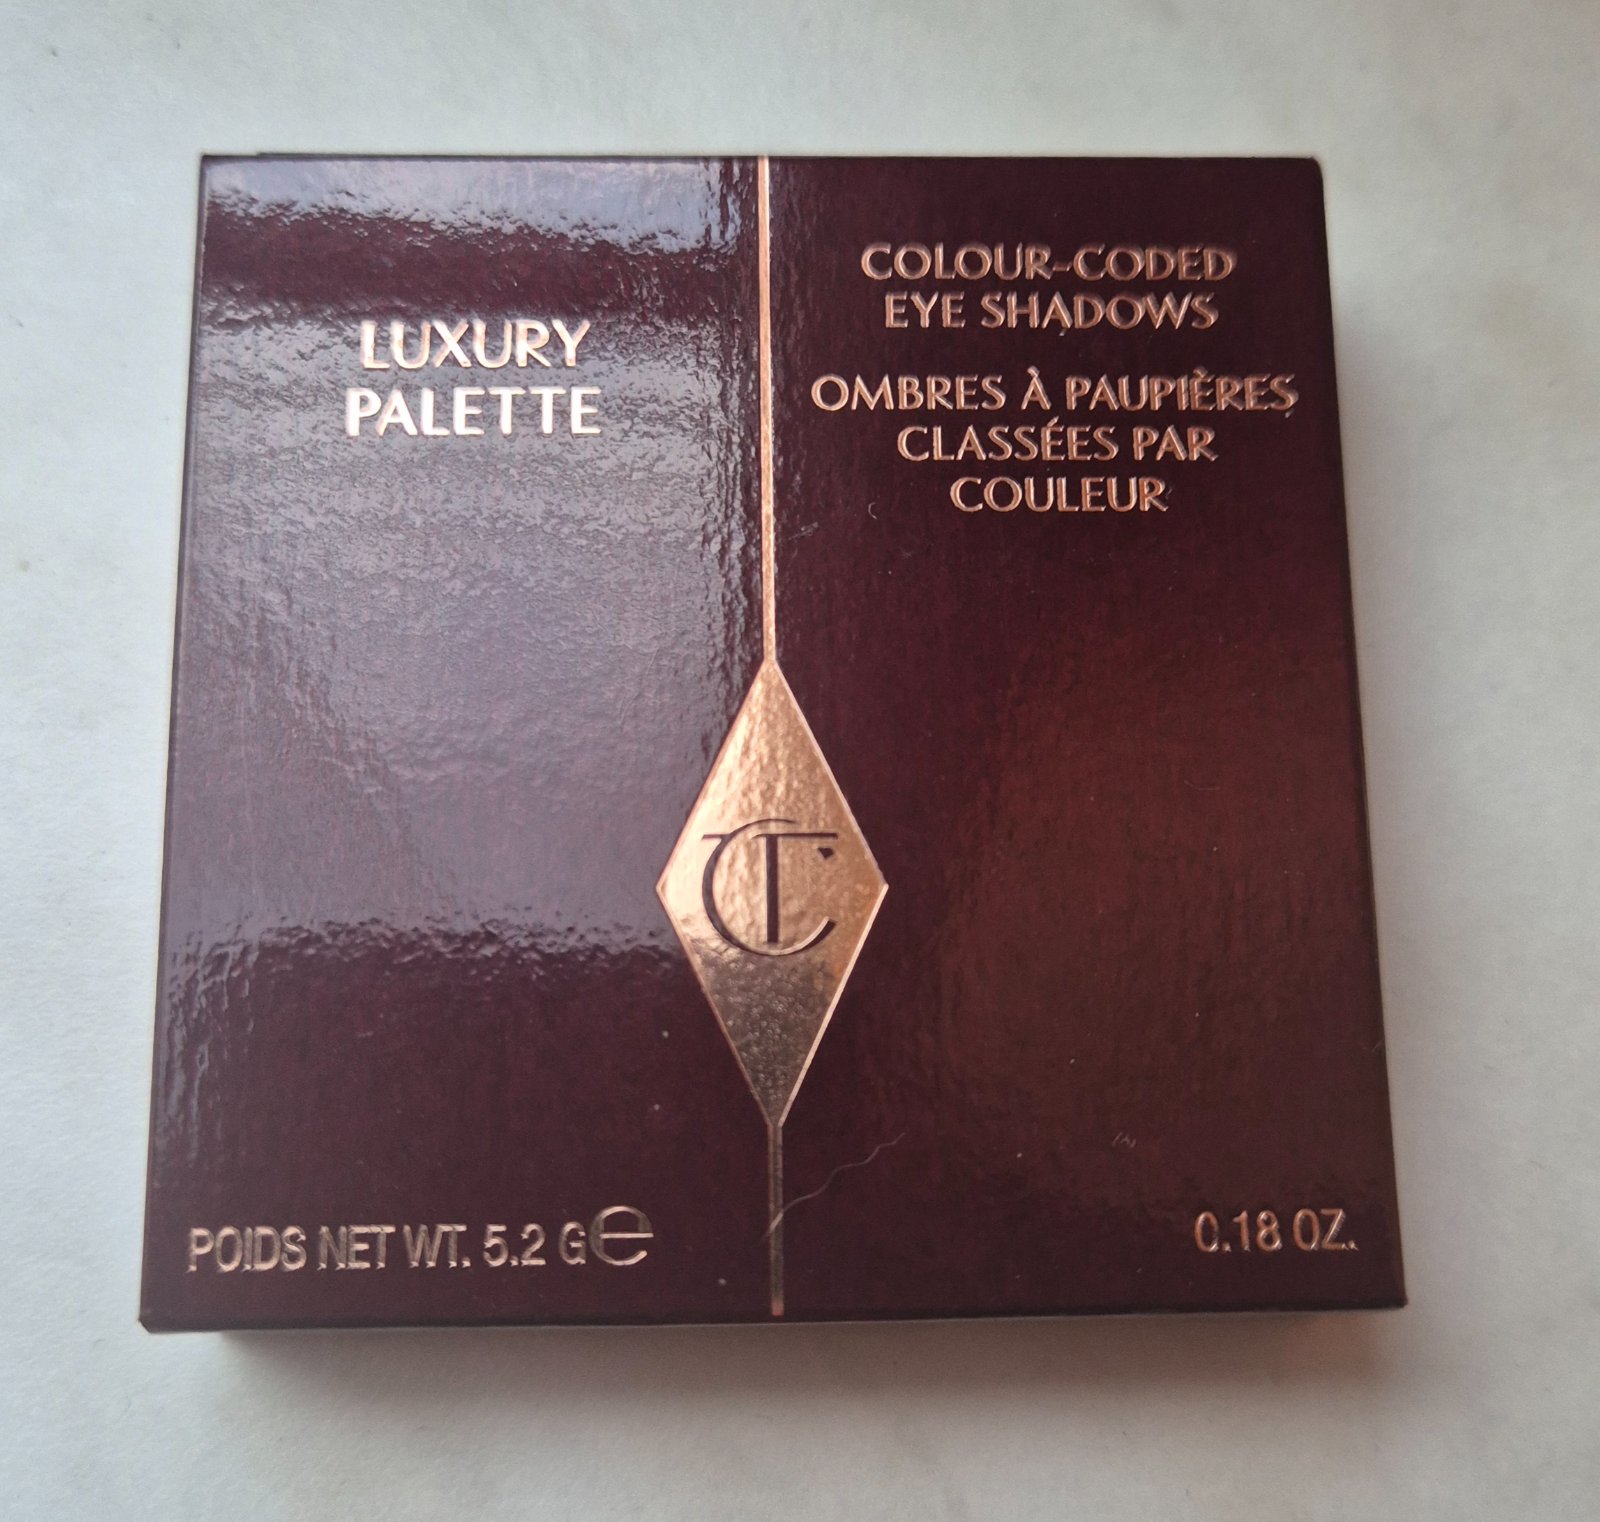 LUXURY
PALETTE
COLOUR-CODED
EYE SHADOWS
OMBRES À PAUPIÈRES
CLASSÉES PAR
COULEUR
CT
POIDS NET WT. 5.2 G℮
0.18 OZ.